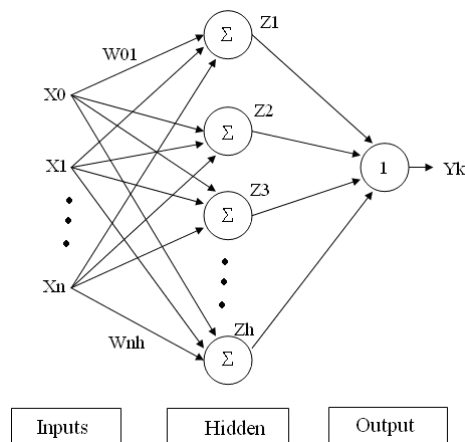 Σ
Z1
W01
X0
Σ
Z2
X1
1
Yk
Z3
Σ
Xn
Wnh
Zh
Σ
Inputs
Hidden
Output